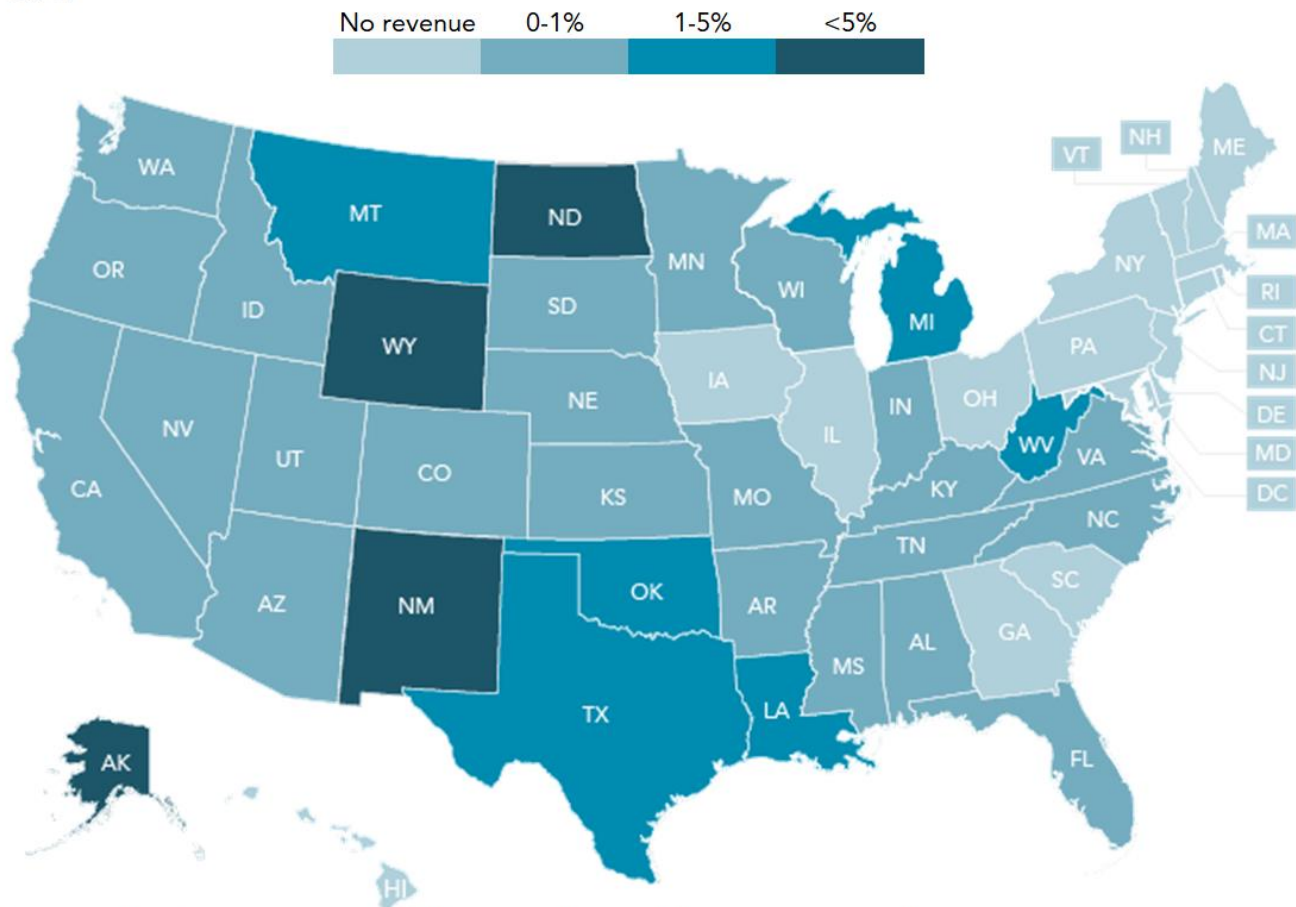 No revenue 0-1% 1-5% <5%
NH
VT ME
WA
MT ND
MA
MN NY
OR
WI RI
ID SD
MI CT
WY PA
NJ
IA
NE OH
IN DE
NV
IL WV
UT MD
CO VA
CA KS MO KY
DC
NC
TN
SC
OK
AZ NM AR
GA
MS AL
TX LA
AK FL
HI